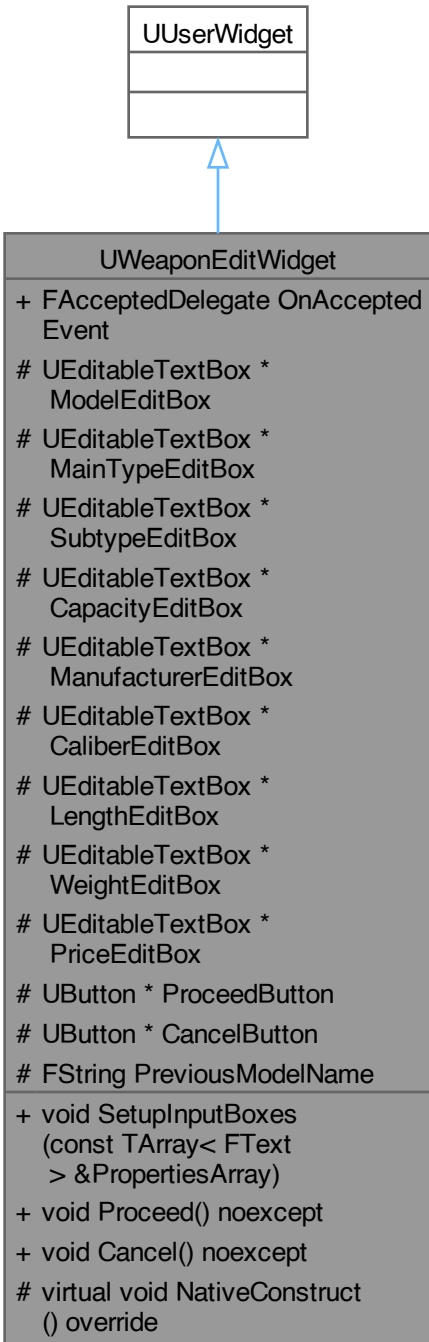 UUserWidget
UWeaponEditWidget
+ FAcceptedDelegate OnAccepted
Event
# UEditableTextBox *
ModelEditBox
# UEditableTextBox *
MainTypeEditBox
# UEditableTextBox *
SubtypeEditBox
# UEditableTextBox *
CapacityEditBox
# UEditableTextBox *
ManufacturerEditBox
# UEditableTextBox *
CaliberEditBox
# UEditableTextBox *
LengthEditBox
# UEditableTextBox *
WeightEditBox
# UEditableTextBox *
PriceEditBox
# UButton * ProceedButton
# UButton * CancelButton
# FString PreviousModelName
+ void SetupInputBoxes
(const TArray< FText
> &PropertiesArray)
+ void Proceed() noexcept
+ void Cancel() noexcept
# virtual void NativeConstruct
() override